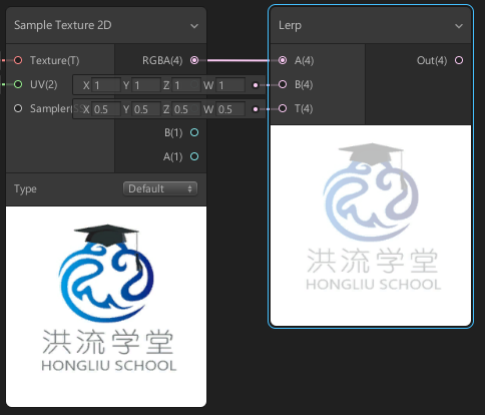 Sample Texture 2D
Texture(T)
RGBA(4)
UV(2)
X 1 Y 1 Z 1 W 1
X 0.5 Y 0.5 Z 0.5 W 0.5
B(1)
A(1)
Type
Default
洪流学堂
HONGLIU SCHOOL
Lerp
A(4)
Out(4)
B(4)
T(4)
洪流学堂
HONGLIU SCHOOL